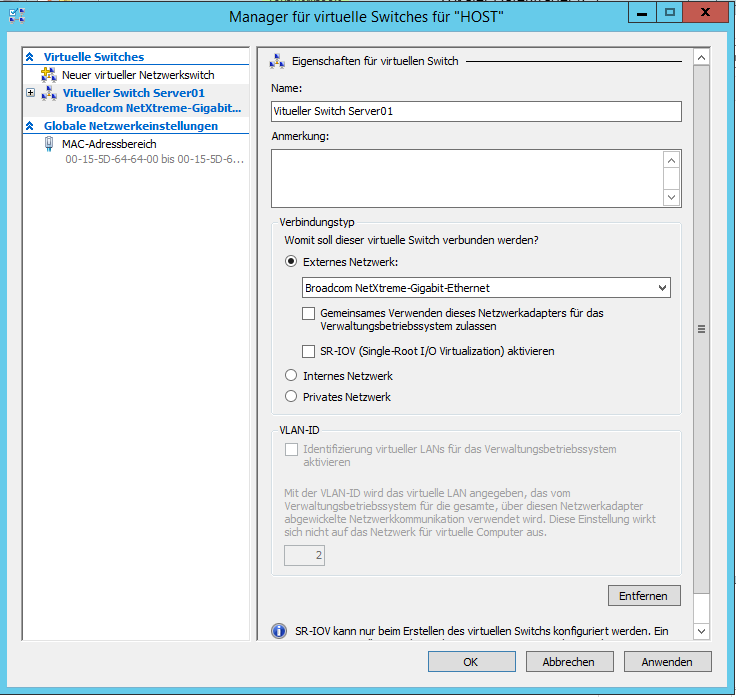 Manager für virtuelle Switches für "HOST"
Virtuelle Switches
Neuer virtueller Netzwerkswitch
Vitueller Switch Server01
Broadcom NetXtreme-Gigabit...
Globale Netzwerkeinstellungen
MAC-Adressbereich
00-15-5D-64-64-00 bis 00-15-5D-6...
Eigenschaften für virtuellen Switch
Name:
Vitueller Switch Server01
Anmerkung:
Verbindungstyp
Womit soll dieser virtuelle Switch verbunden werden?
Externes Netzwerk:
Broadcom NetXtreme-Gigabit-Ethernet
Gemeinsames Verwenden dieses Netzwerkadapters für das
Verwaltungsbetriebssystem zulassen
SR-IOV (Single-Root I/O Virtualization) aktivieren
Internes Netzwerk
Privates Netzwerk
VLAN-ID
Identifizierung virtueller LANs für das Verwaltungsbetriebssystem
aktivieren
Mit der VLAN-ID wird das virtuelle LAN angegeben, das vom
Verwaltungsbetriebssystem für die gesamte, über diesen Netzwerkadapter
abgewickelte Netzwerkkommunikation verwendet wird. Diese Einstellung wirkt
sich nicht auf das Netzwerk für virtuelle Computer aus.
2
Entfernen
SR-IOV kann nur beim Erstellen des virtuellen Switchs konfiguriert werden. Ein
OK
Abbrechen
Anwenden